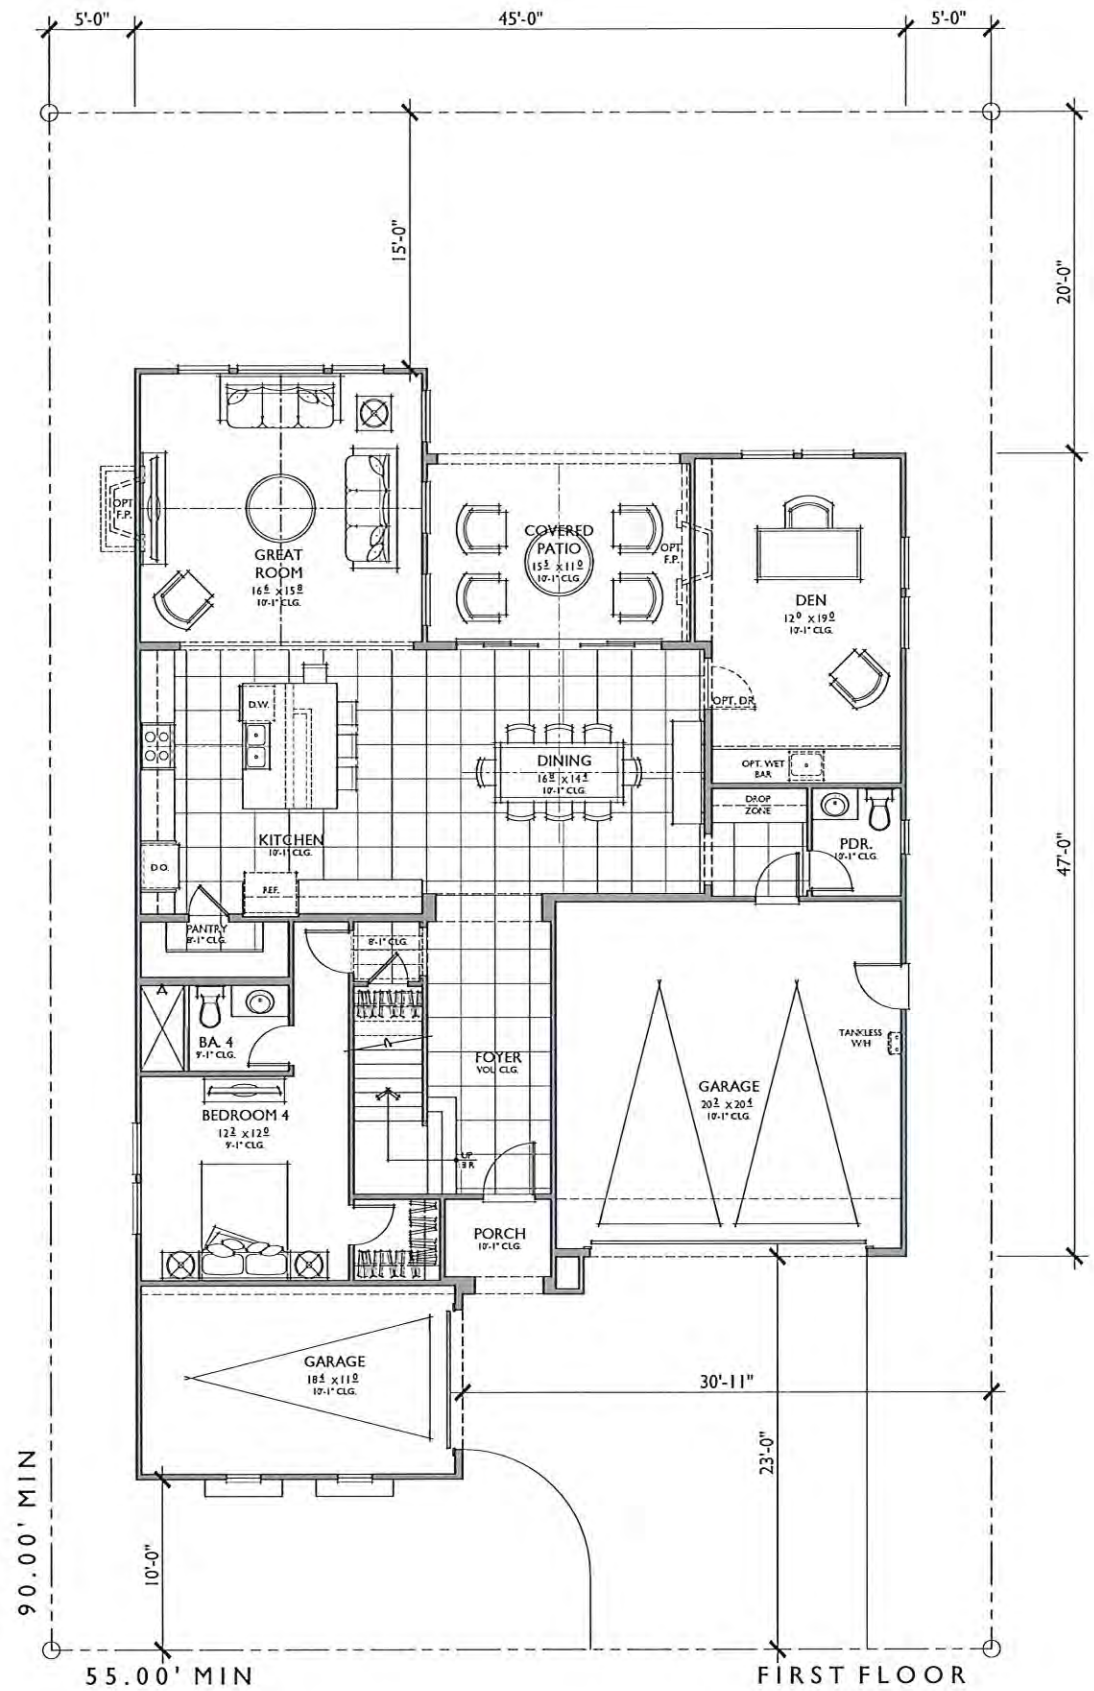 5'-0"
45'-0"
5'-0"
15'-0"
20'-0"
OPT
F.P.
GREAT
ROOM
16⁶ x 15⁸
10'-1" CLG.
COVERED
PATIO
15⁵ x 11⁰
10'-1" CLG
OPT
F.P.
DEN
12⁰ x 19⁰
10'-1" CLG.
OPT. DR.
D.W.
DINING
10'-1" CLG.
OPT. WET
BAR
DROP
ZONE
PDR.
10'-1" CLG.
KITCHEN
10'-1" CLG.
D.O.
REF.
47'-0"
PANTRY
8'-1" CLG.
8'-1" CLG.
BA. 4
9'-1" CLG.
FOYER
VOL. CLG.
TANKLESS
W/H
GARAGE
20² x 20⁴
10'-1" CLG.
BEDROOM 4
12² x 12⁰
9'-1" CLG.
UP
PORCH
10'-1" CLG.
GARAGE
18⁴ x 11⁰
10'-1" CLG.
30'-11"
23'-0"
10'-0"
90.00' MIN
55.00' MIN
FIRST FLOOR